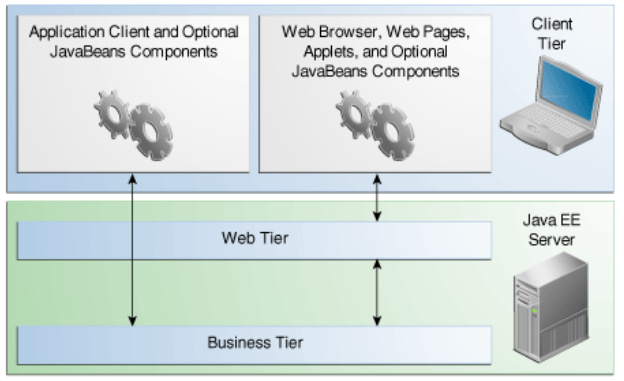 Application Client and Optional
JavaBeans Components
Web Browser, Web Pages,
Applets, and Optional
JavaBeans Components
Client
Tier
Web Tier
Java EE
Server
Business Tier